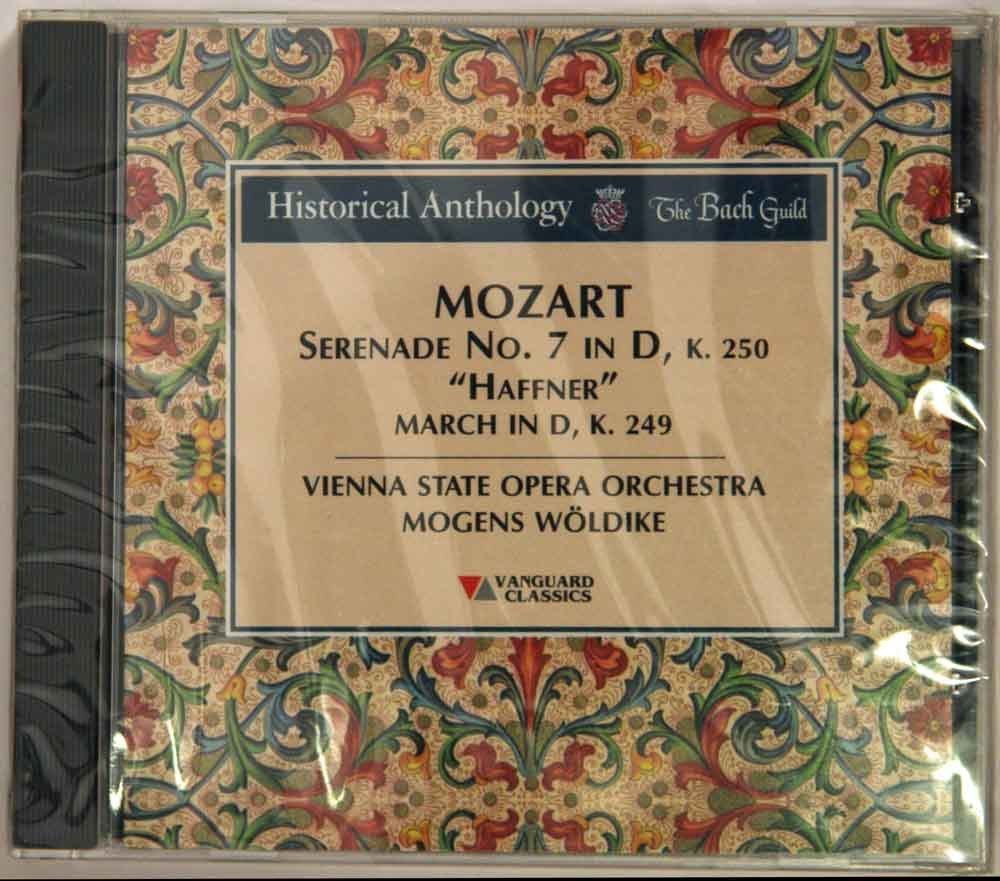 Historical Anthology The Bach Guild
MOZART
SERENADE NO. 7 IN D, K. 250
“HAFFNER”
MARCH IN D, K. 249
VIENNA STATE OPERA ORCHESTRA
MOGENS WÖLDIKE
VANGUARD
CLASSICS